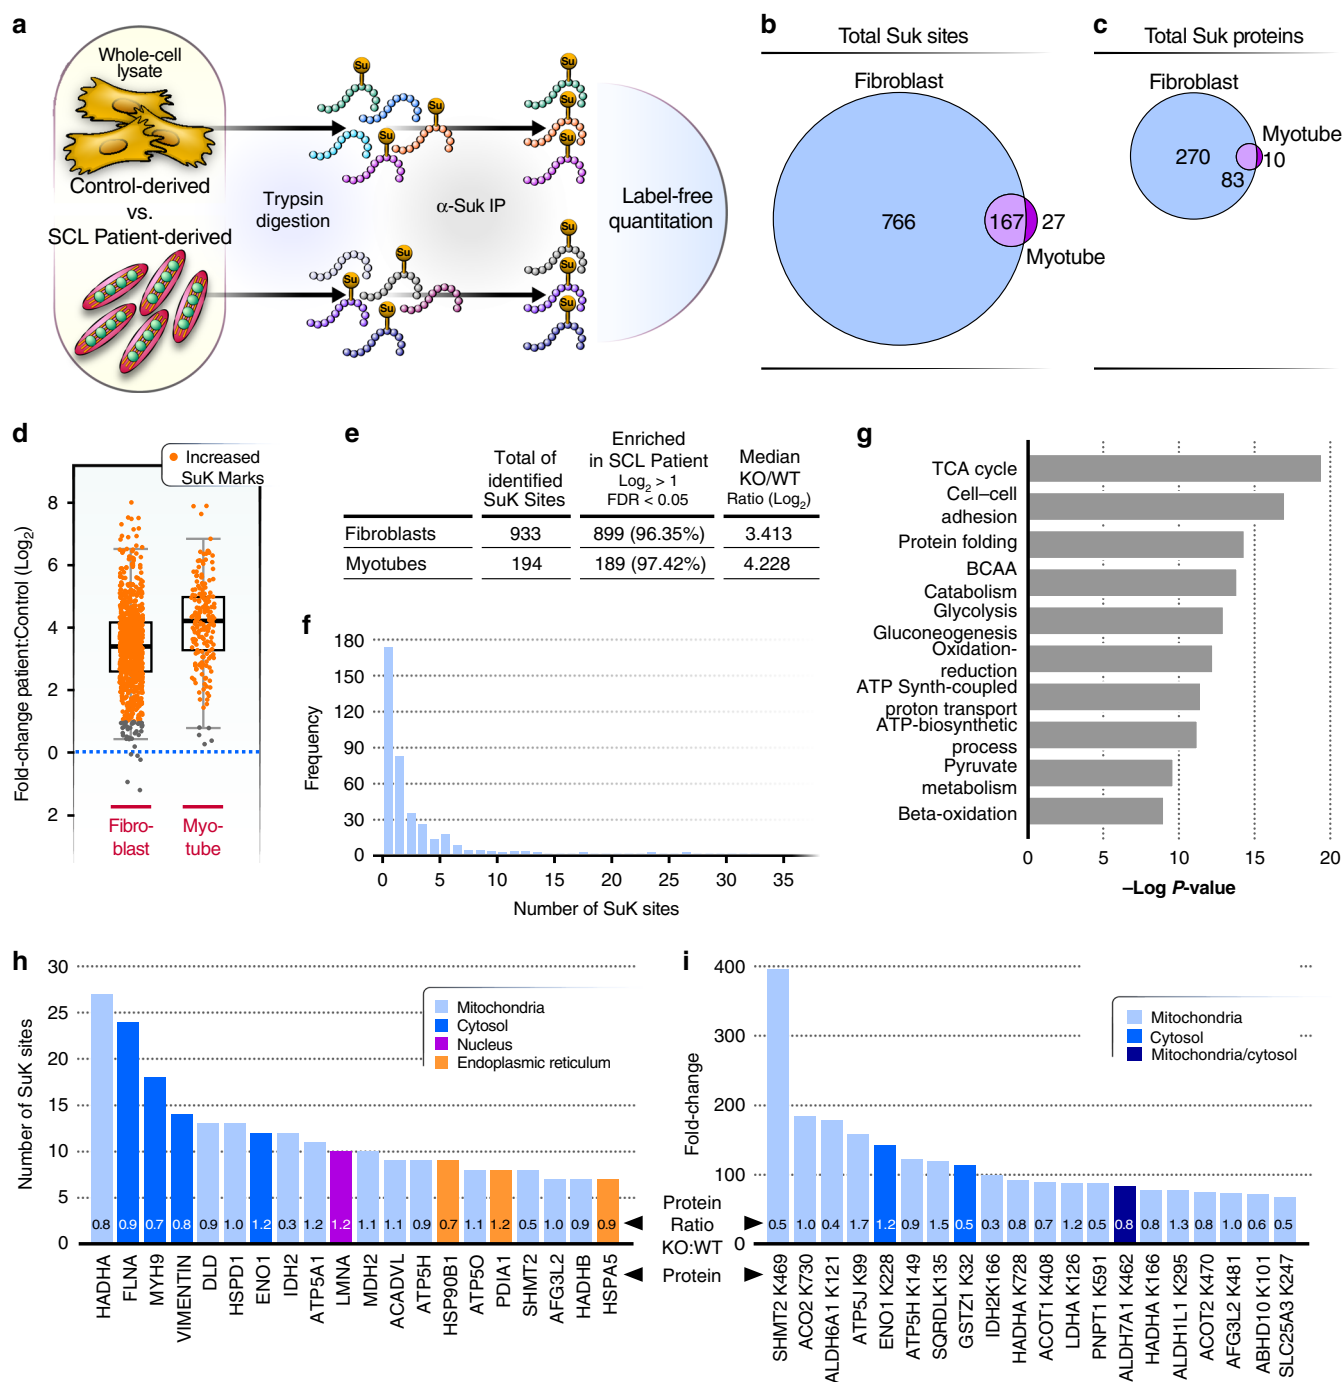 a
Whole-cell
lysate
Control-derived
vs.
SCL Patient-derived
Trypsin
digestion
α-Suk IP
Label-free
quantitation
Su
Su
Su
Su
Su
Su
Su
Su
Su
Su
Su
Su
b
Total Suk sites
Fibroblast
766
167
27
Myotube
c
Total Suk proteins
Fibroblast
270
Myotube
10
83
d
Increased
SuK Marks
Fold-change patient:Control (Log2)
8
6
4
2
0
2
Fibro-
blast
Myo-
tube
e
Total of
identified
SuK Sites
Enriched
in SCL Patient
Log2 > 1
FDR < 0.05
Median
KO/WT
Ratio (Log2)
Fibroblasts 933 899 (96.35%) 3.413
Myotubes 194 189 (97.42%) 4.228
f
Frequency
180
150
120
90
60
30
0
0 5 10 15 20 25 30 35
Number of SuK sites
g
TCA cycle
Cell–cell
adhesion
Protein folding
BCAA
Catabolism
Glycolysis
Gluconeogenesis
Oxidation-
reduction
ATP Synth-coupled
proton transport
ATP-biosynthetic
process
Pyruvate
metabolism
Beta-oxidation
0 5 10 15 20
–Log P-value
h
Number of SuK sites
30
25
20
15
10
5
0
Mitochondria
Cytosol
Nucleus
Endoplasmic reticulum
0.8 0.9 0.7 0.8 0.9 1.0 1.2 0.3 1.2 1.2 1.1 1.1 0.9 0.7 1.1 1.2 0.5 1.0 0.9 0.9
HADHA
FLNA
MYH9
VIMENTIN
DLD
HSPD1
ENO1
IDH2
ATP5A1
LMNA
MDH2
ACADVL
ATP5H
HSP90B1
ATP5O
PDIA1
SHMT2
AFG3L2
HADHB
HSPA5
Protein
Ratio
KO:WT
Protein
i
Fold-change
400
300
200
100
0
Mitochondria
Cytosol
Mitochondria/cytosol
0.5 1.0 0.4 1.7 1.2 0.9 1.5 0.5 0.3 0.8 0.7 1.2 0.5 0.8 0.8 1.3 0.8 1.0 0.6 0.5
SHMT2 K469
ACO2 K730
ALDH6A1 K121
ATP5J K99
ENO1 K228
ATP5H K149
SQRDLK135
GSTZ1 K32
IDH2K166
HADHA K728
ACOT1 K408
LDHA K126
PNPT1 K591
ALDH7A1 K462
HADHA K166
ALDH1L1 K295
ACOT2 K470
AFG3L2 K481
ABHD10 K101
SLC25A3 K247